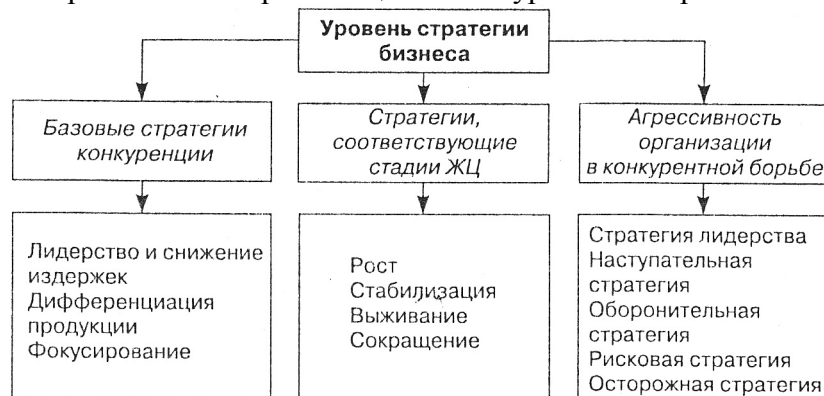 Уровень стратегии
бизнеса
Базовые стратегии
конкуренции
Стратегии,
соответствующие
стадии ЖЦ
Агрессивность
организации
в конкурентной борьбе
Лидерство и снижение
издержек
Дифференциация
продукции
Фокусирование
Рост
Стабилизация
Выживание
Сокращение
Стратегия лидерства
Наступательная
стратегия
Оборонительная
стратегия
Рисковая стратегия
Осторожная стратегия